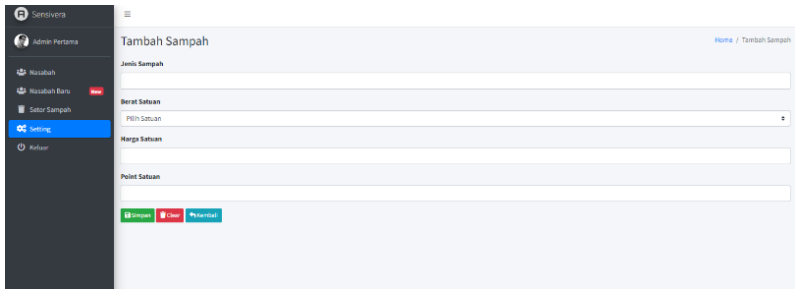 Sensivera
Admin Pertama
Nasabah
Nasabah Baru New
Setor Sampah
Setting
Keluar
Tambah Sampah
Home / Tambah Sampah
Jenis Sampah
Berat Satuan
Pilih Satuan
Harga Satuan
Point Satuan
Simpan Clear Kembali